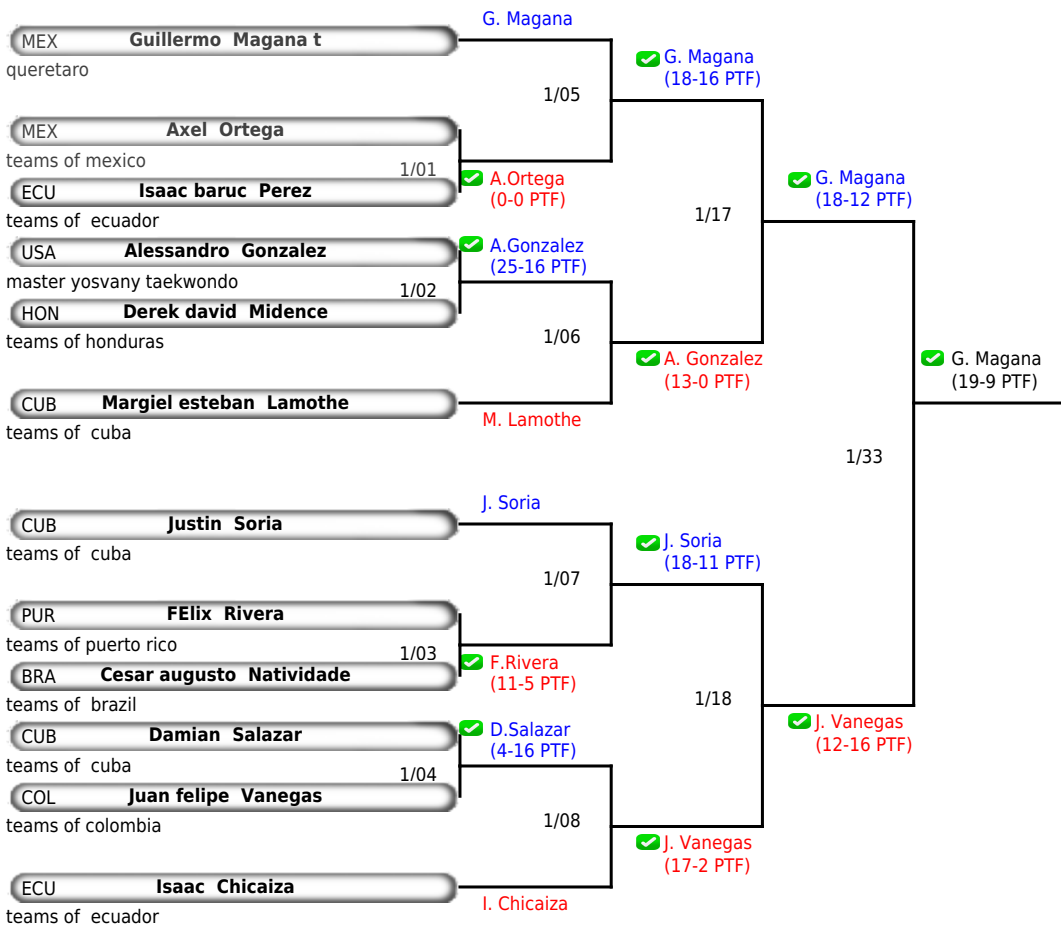 G. Magana
MEX Guillermo Magana t
queretaro
G. Magana
(18-16 PTF)
1/05
MEX Axel Ortega
teams of mexico
1/01
A.Ortega
(0-0 PTF)
ECU Isaac baruc Perez
teams of ecuador
G. Magana
(18-12 PTF)
1/17
USA Alessandro Gonzalez
master yosvany taekwondo
A.Gonzalez
(25-16 PTF)
1/02
HON Derek david Midence
teams of honduras
1/06
A. Gonzalez
(13-0 PTF)
G. Magana
(19-9 PTF)
CUB Margiel esteban Lamothe
teams of cuba
M. Lamothe
1/33
J. Soria
CUB Justin Soria
teams of cuba
J. Soria
(18-11 PTF)
1/07
PUR FElix Rivera
teams of puerto rico
1/03
F.Rivera
(11-5 PTF)
BRA Cesar augusto Natividade
teams of brazil
1/18
J. Vanegas
(12-16 PTF)
CUB Damian Salazar
teams of cuba
D.Salazar
(4-16 PTF)
1/04
COL Juan felipe Vanegas
teams of colombia
1/08
J. Vanegas
(17-2 PTF)
ECU Isaac Chicaiza
teams of ecuador
I. Chicaiza